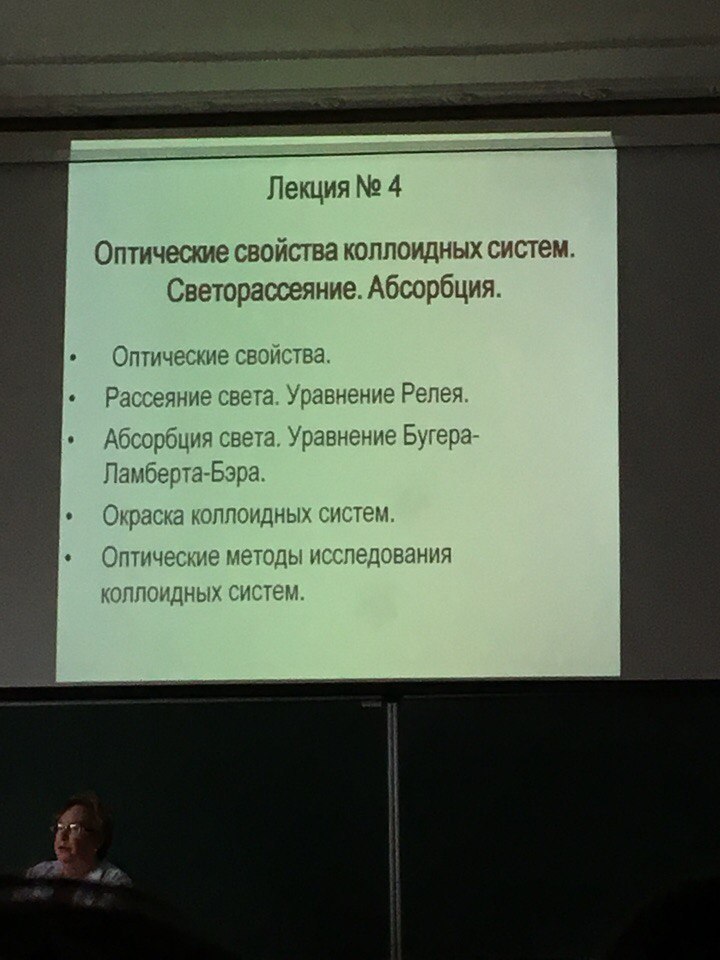 Лекция № 4
Оптические свойства коллоидных систем.
Светорассеяние. Абсорбция.
• Оптические свойства.
• Рассеяние света. Уравнение Релея.
• Абсорбция света. Уравнение Бугера-
Ламберта-Бэра.
• Окраска коллоидных систем.
• Оптические методы исследования
коллоидных систем.